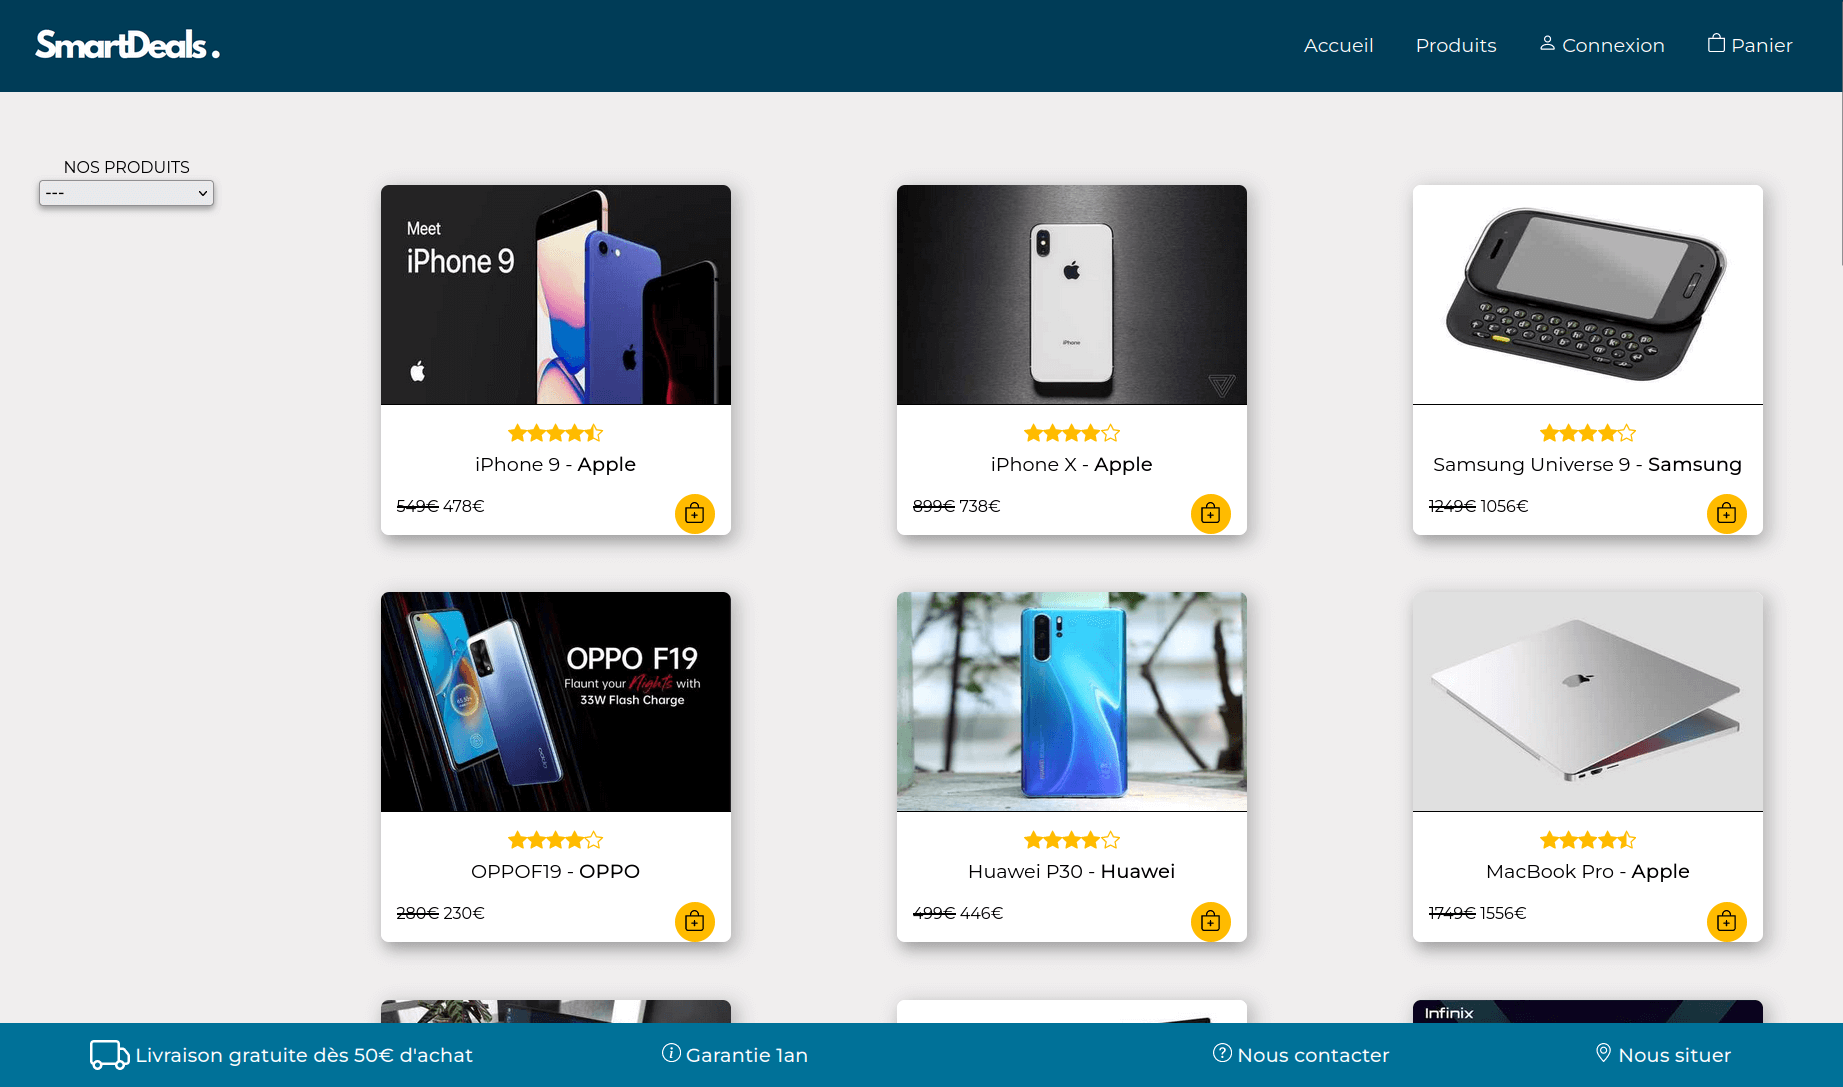 SmartDeals .
Accueil
Produits
Connexion
Panier
NOS PRODUITS
---
Meet
iPhone 9
iPhone
iPhone 9 - Apple
549€ 478€
iPhone X - Apple
899€ 738€
Samsung Universe 9 - Samsung
1249€ 1056€
OPPO F19
Flaunt your Nights with
33W Flash Charge
OPPOF19 - OPPO
280€ 230€
Huawei P30 - Huawei
499€ 446€
MacBook Pro - Apple
1749€ 1556€
Infinix
Livraison gratuite dès 50€ d'achat
Garantie 1an
Nous contacter
Nous situer